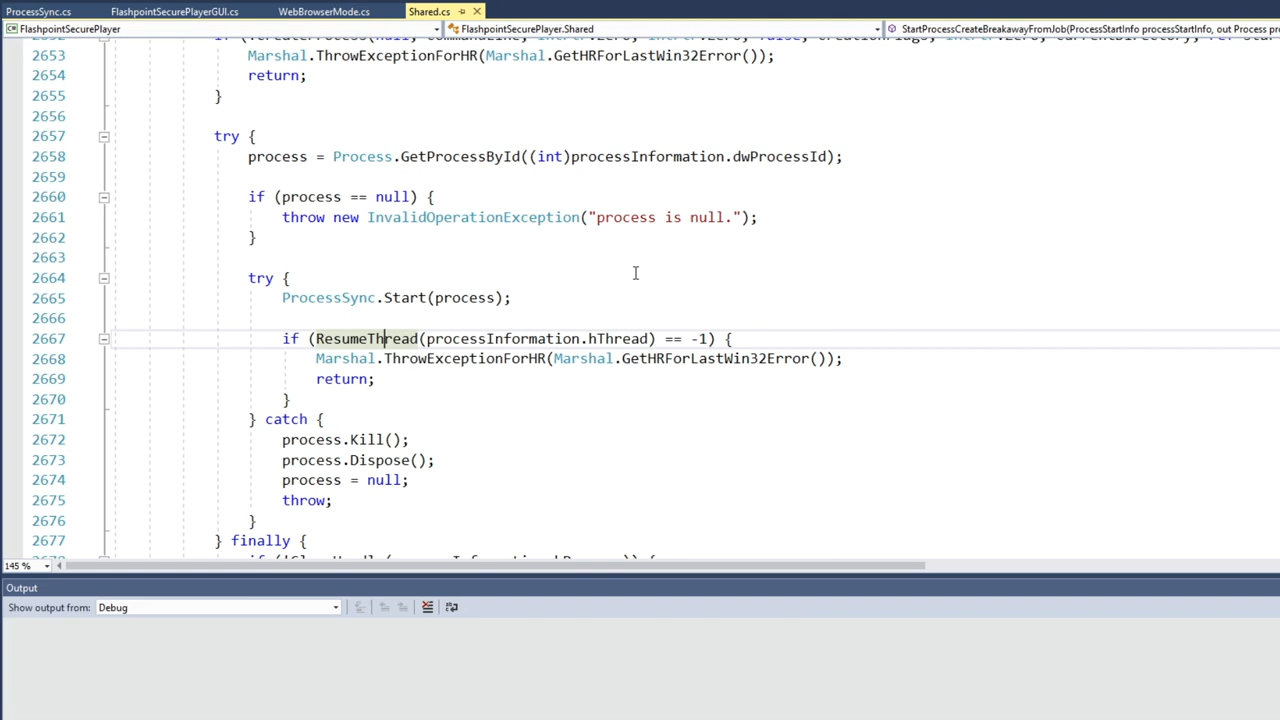 ProcessSync.cs FlashpointSecurePlayerGUI.cs WebBrowserMode.cs Shared.cs
FlashpointSecurePlayer FlashpointSecurePlayer.Shared StartProcessCreateBreakawayFromJob(ProcessStartInfo processStartInfo, out Process pro
2653 Marshal.ThrowExceptionForHR(Marshal.GetHRForLastWin32Error());
2654 return;
2655 }
2656
2657 try {
2658 process = Process.GetProcessById((int)processInformation.dwProcessId);
2659
2660 if (process == null) {
2661 throw new InvalidOperationException("process is null.");
2662 }
2663
2664 try {
2665 ProcessSync.Start(process);
2666
2667 if (ResumeThread(processInformation.hThread) == -1) {
2668 Marshal.ThrowExceptionForHR(Marshal.GetHRForLastWin32Error());
2669 return;
2670 }
2671 } catch {
2672 process.Kill();
2673 process.Dispose();
2674 process = null;
2675 throw;
2676 }
2677 } finally {
145 %
Output
Show output from: Debug